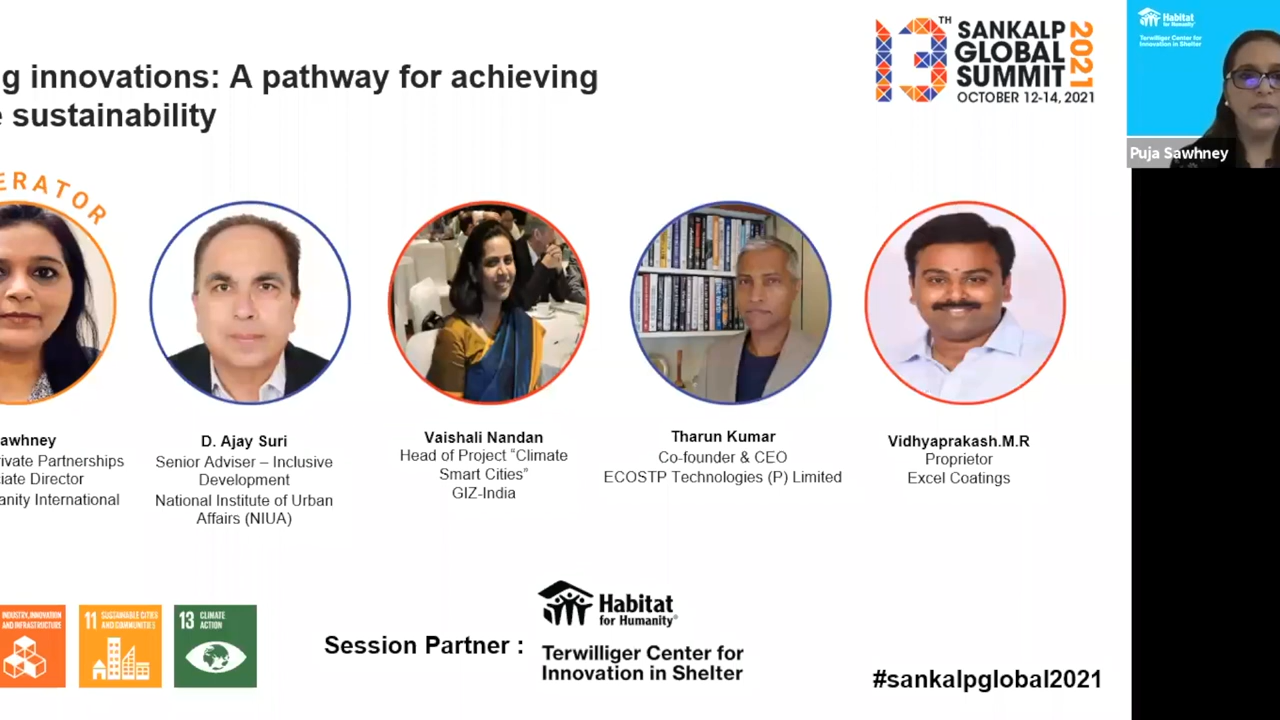 g innovations: A pathway for achieving
e sustainability
13TH SANKALP
GLOBAL
SUMMIT
2021
OCTOBER 12-14, 2021
Habitat
for Humanity®
Terwilliger Center for
Innovation in Shelter
Puja Sawhney
ERATOR
awhney
ivate Partnerships
iate Director
anity International
D. Ajay Suri
Senior Adviser – Inclusive
Development
National Institute of Urban
Affairs (NIUA)
Vaishali Nandan
Head of Project “Climate
Smart Cities”
GIZ-India
Tharun Kumar
Co-founder & CEO
ECOSTP Technologies (P) Limited
Vidhyaprakash.M.R
Proprietor
Excel Coatings
INDUSTRY, INNOVATION
AND INFRASTRUCTURE
11 SUSTAINABLE CITIES
AND COMMUNITIES
13 CLIMATE
ACTION
Session Partner :
Habitat
for Humanity®
Terwilliger Center for
Innovation in Shelter
#sankalpglobal2021